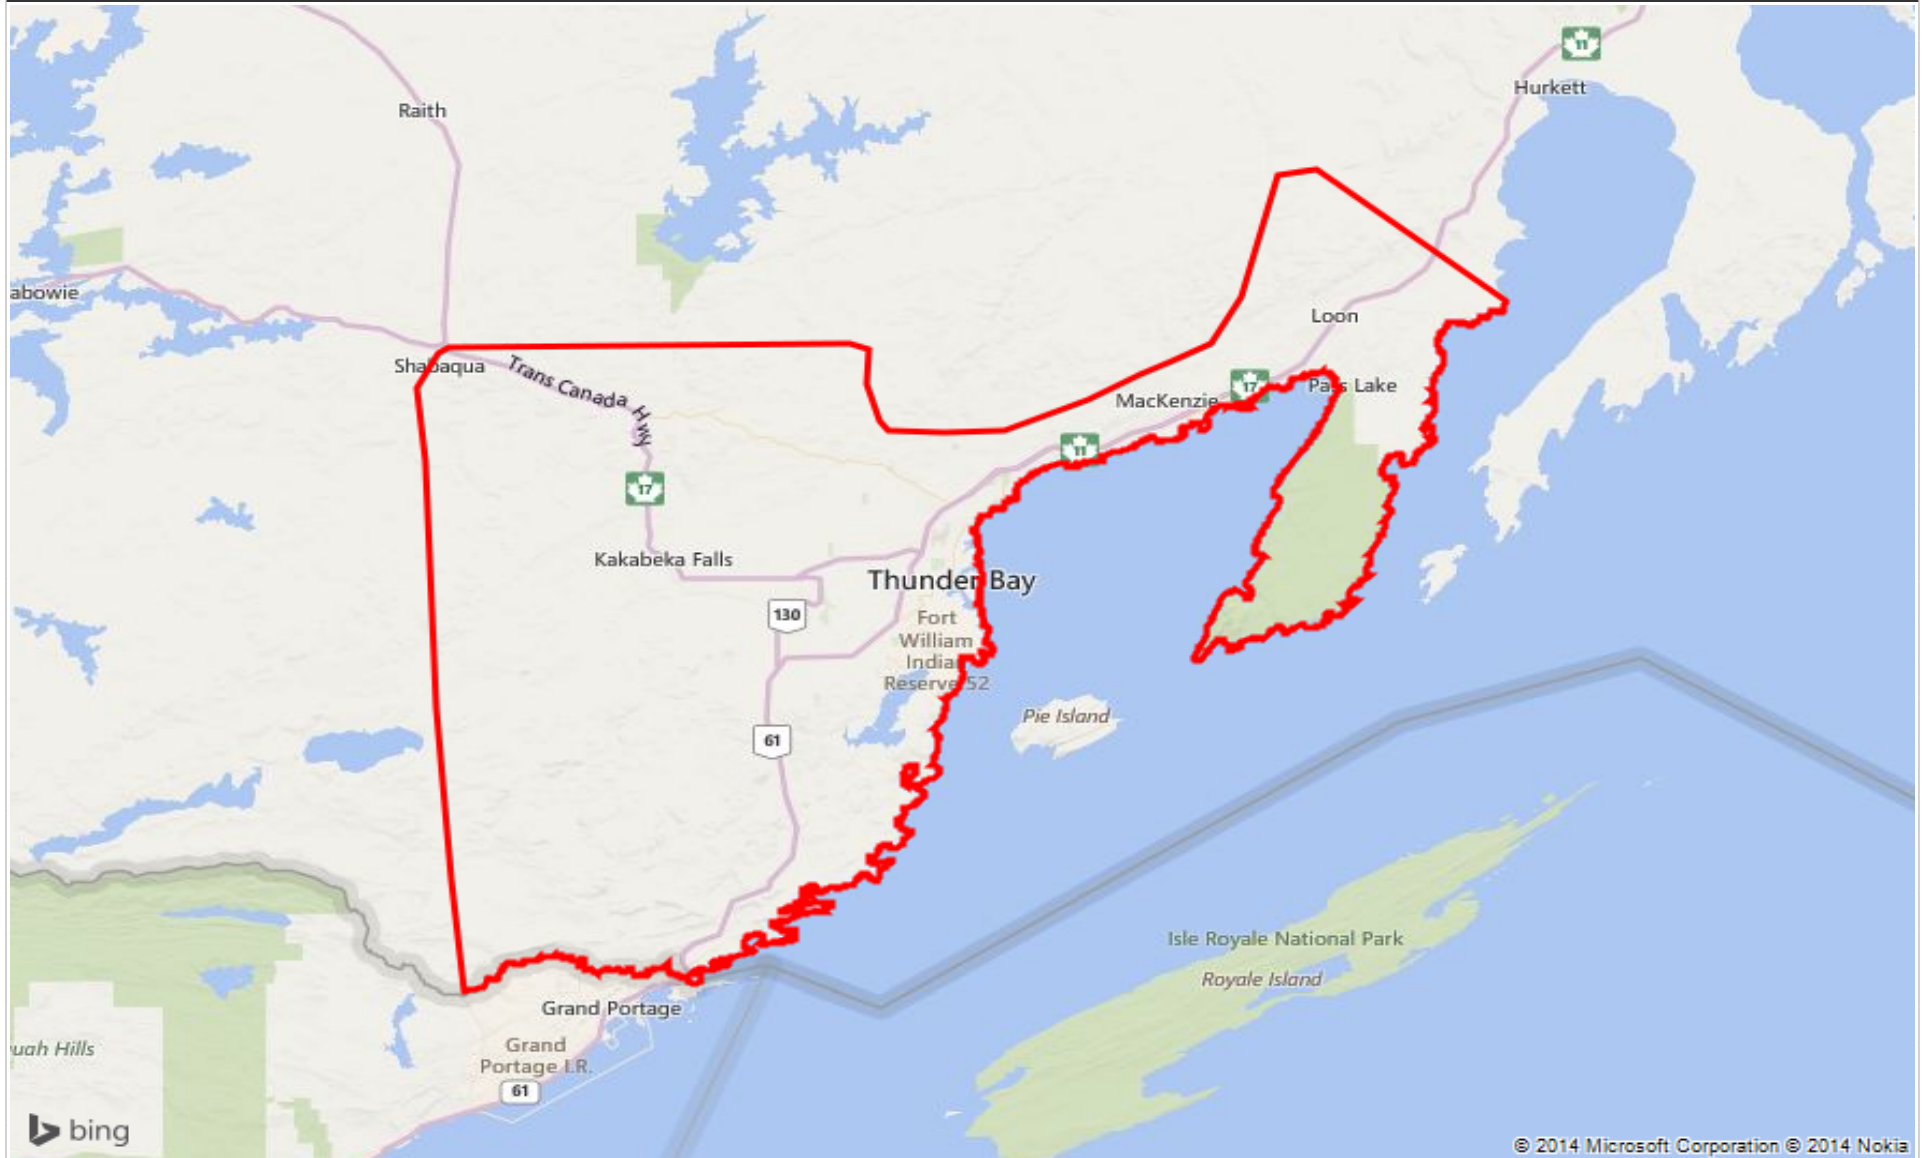 11
Hurkett
Raith
abowie
Loon
Shabaqua
Trans Canada Hwy
17
Pass Lake
MacKenzie
11
17
Kakabeka Falls
Thunder Bay
130
Fort
William
Indian
Reserve 52
Pie Island
61
Isle Royale National Park
Royale Island
Grand Portage
uah Hills
Grand
Portage I.R.
61
bing
© 2014 Microsoft Corporation © 2014 Nokia